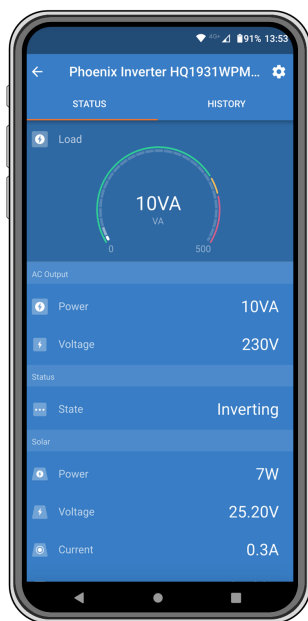 4G+ 91% 13:53
Phoenix Inverter HQ1931WPM...
STATUS HISTORY
Load
10VA
VA
0 500
AC Output
Power 10VA
Voltage 230V
Status
State Inverting
Solar
Power 7W
Voltage 25.20V
Current 0.3A